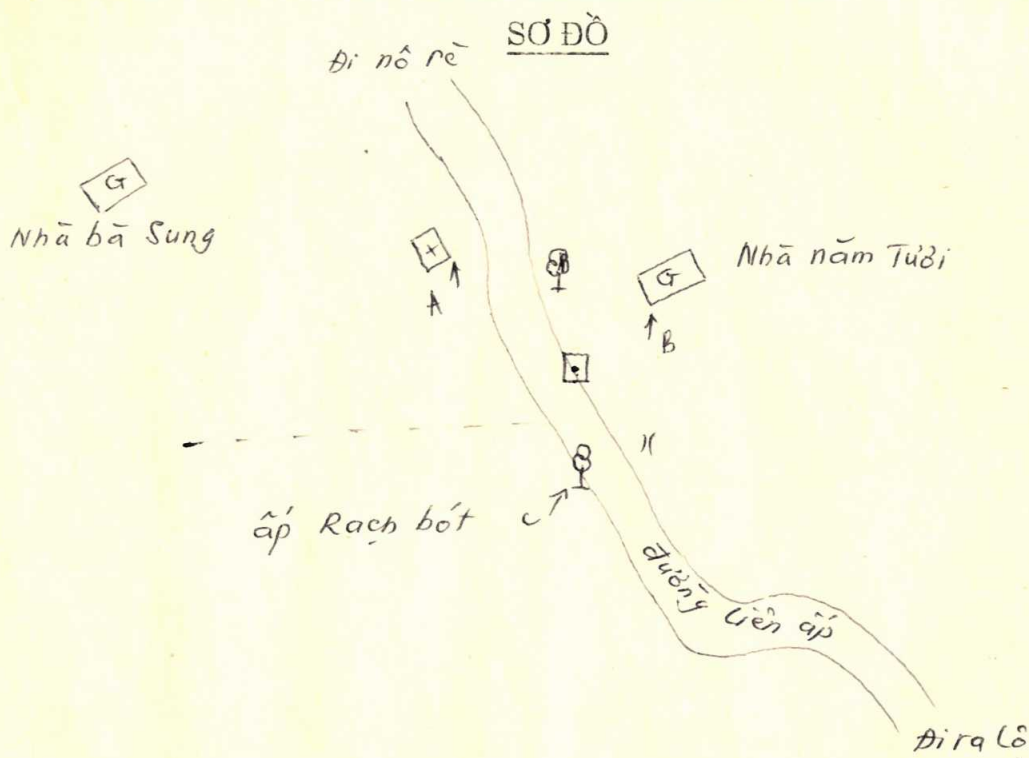 SƠ ĐỒ
Đi nô rè
G
Nhà bà Sung
A
Nhà năm Tưởi
G
B
ấp Rạch bót
C
đường liên ấp
Đi ra lô